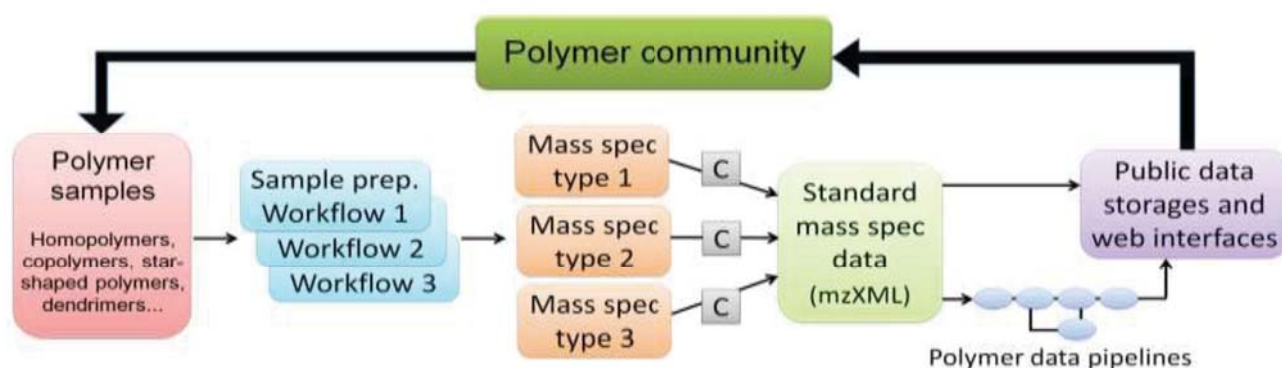 Polymer community
Polymer
samples
Homopolymers,
copolymers, star-
shaped polymers,
dendrimers...
Sample prep.
Workflow 1
Workflow 2
Workflow 3
Mass spec
type 1
Mass spec
type 2
Mass spec
type 3
C
C
C
Standard
mass spec
data
(mzXML)
Public data
storages and
web interfaces
Polymer data pipelines